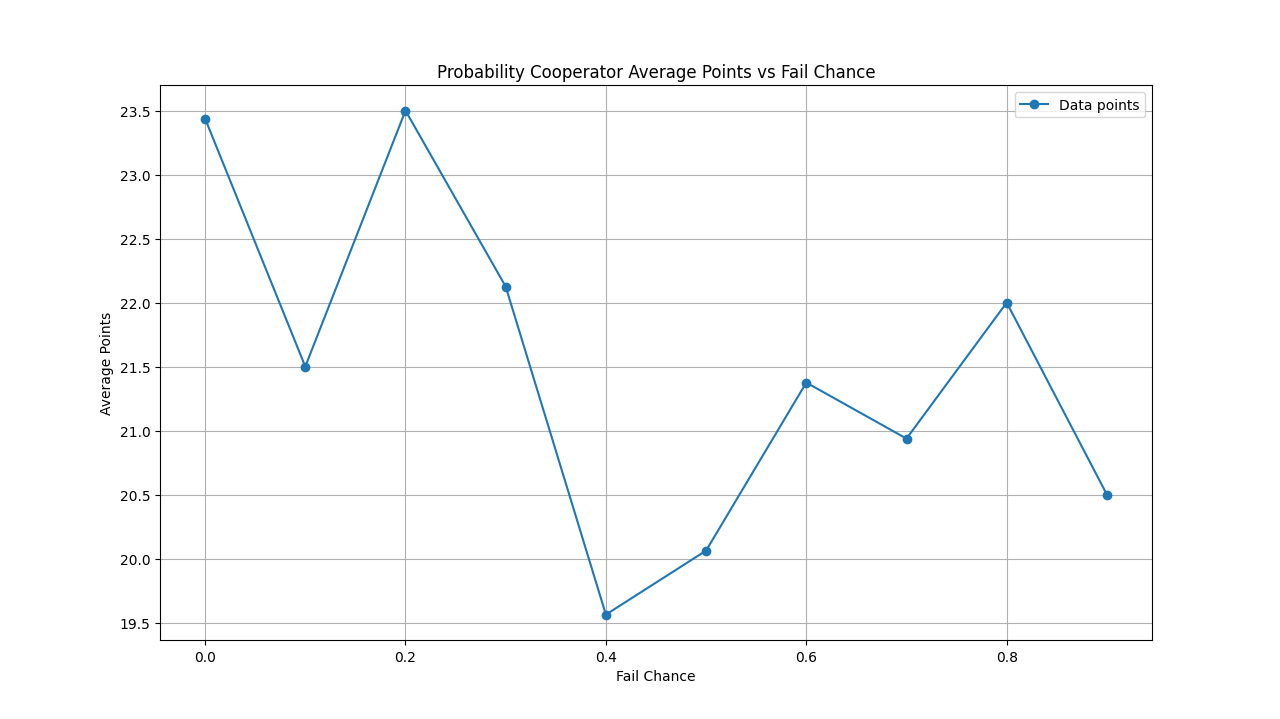 Probability Cooperator Average Points vs Fail Chance
Data points
Average Points
23.5
23.0
22.5
22.0
21.5
21.0
20.5
20.0
19.5
0.0 0.2 0.4 0.6 0.8
Fail Chance